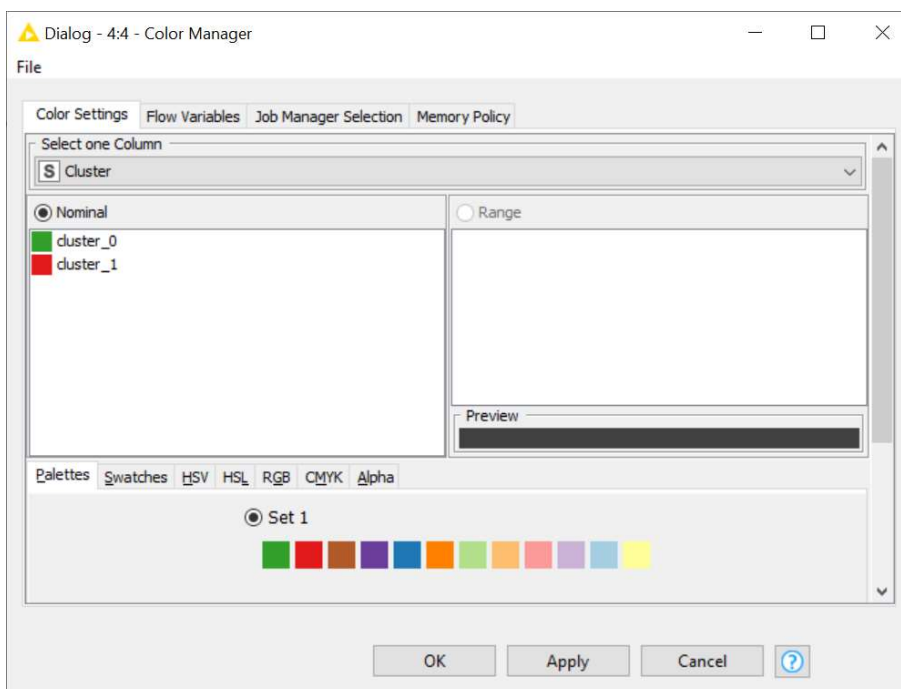 Dialog - 4:4 - Color Manager
File
Color Settings Flow Variables Job Manager Selection Memory Policy
Select one Column
S Cluster
Nominal
Range
cluster_0
cluster_1
Preview
Palettes Swatches HSV HSL RGB CMYK Alpha
Set 1
OK Apply Cancel ?